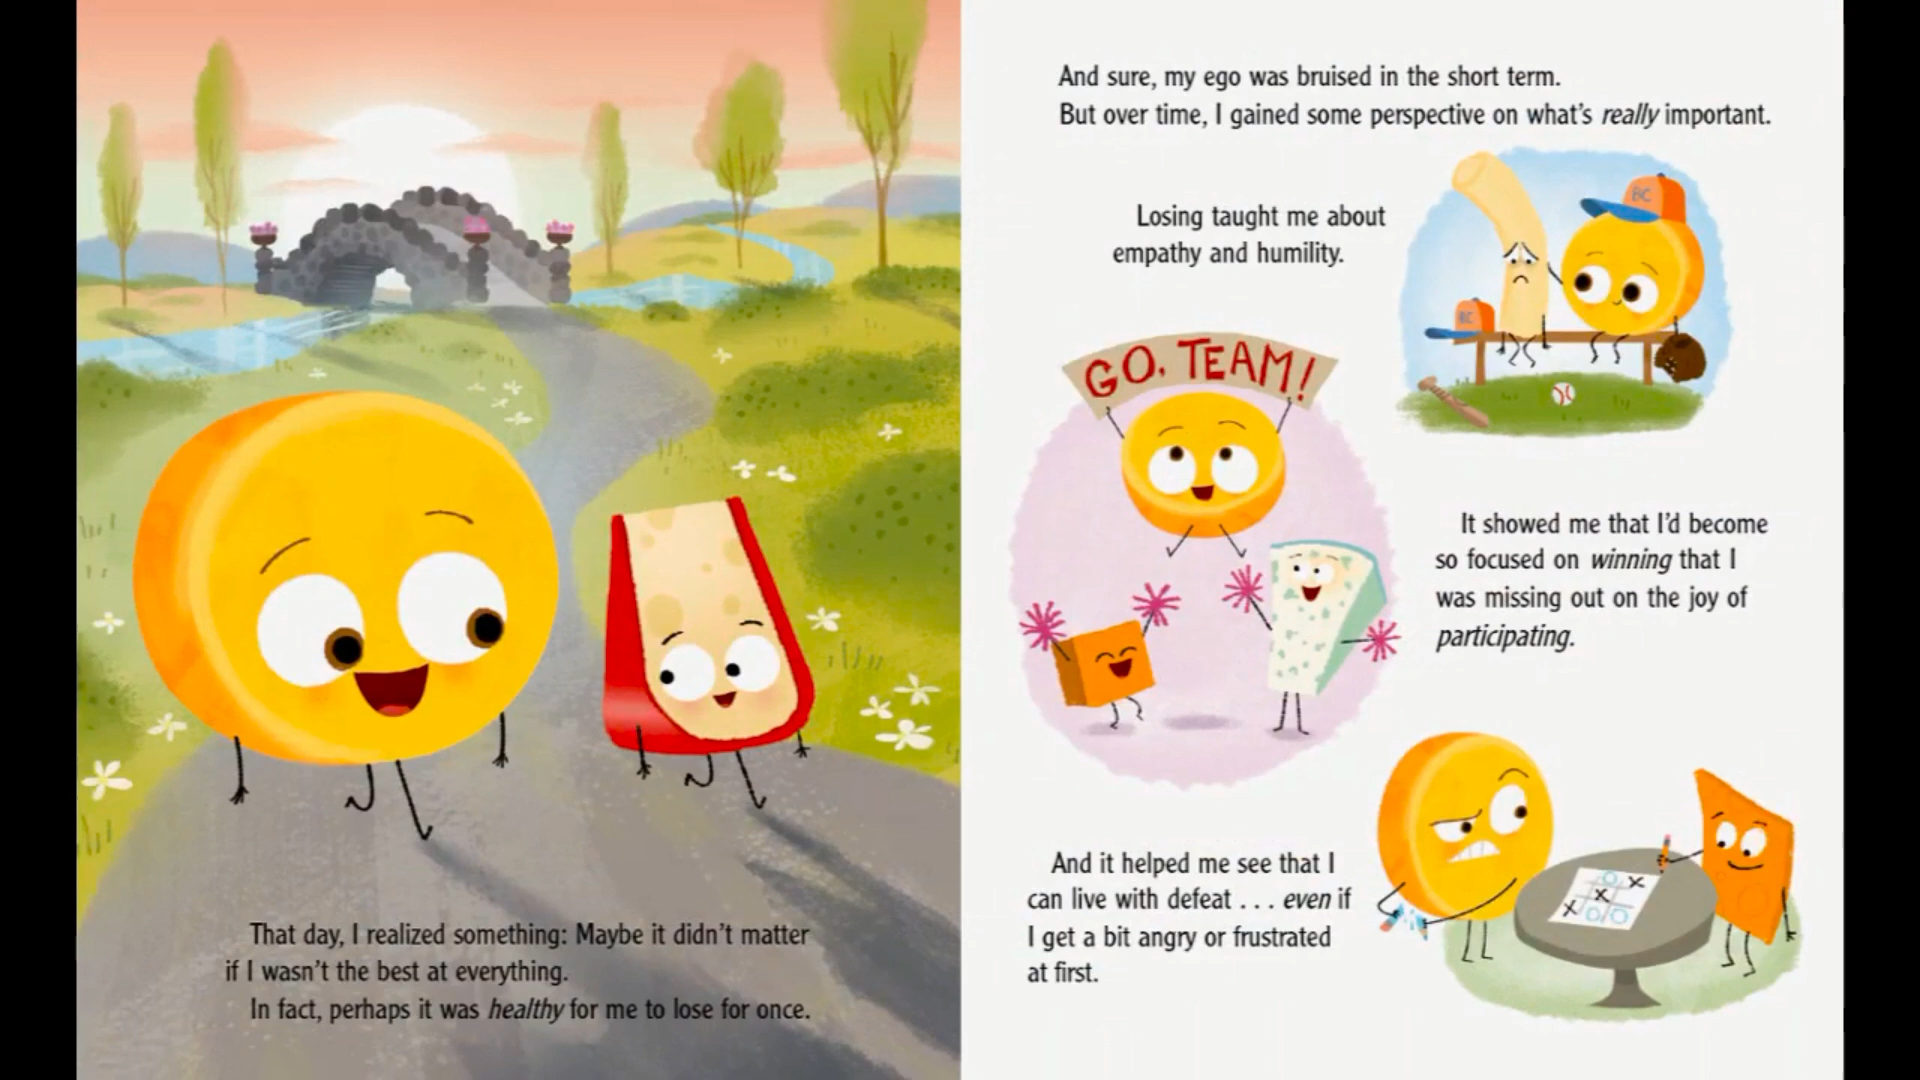 That day, I realized something: Maybe it didn't matter
if I wasn't the best at everything.
In fact, perhaps it was healthy for me to lose for once.
And sure, my ego was bruised in the short term.
But over time, I gained some perspective on what's really important.
Losing taught me about
empathy and humility.
BC
BC
GO, TEAM!
It showed me that I'd become
so focused on winning that I
was missing out on the joy of
participating.
And it helped me see that I
can live with defeat . . . even if
I get a bit angry or frustrated
at first.